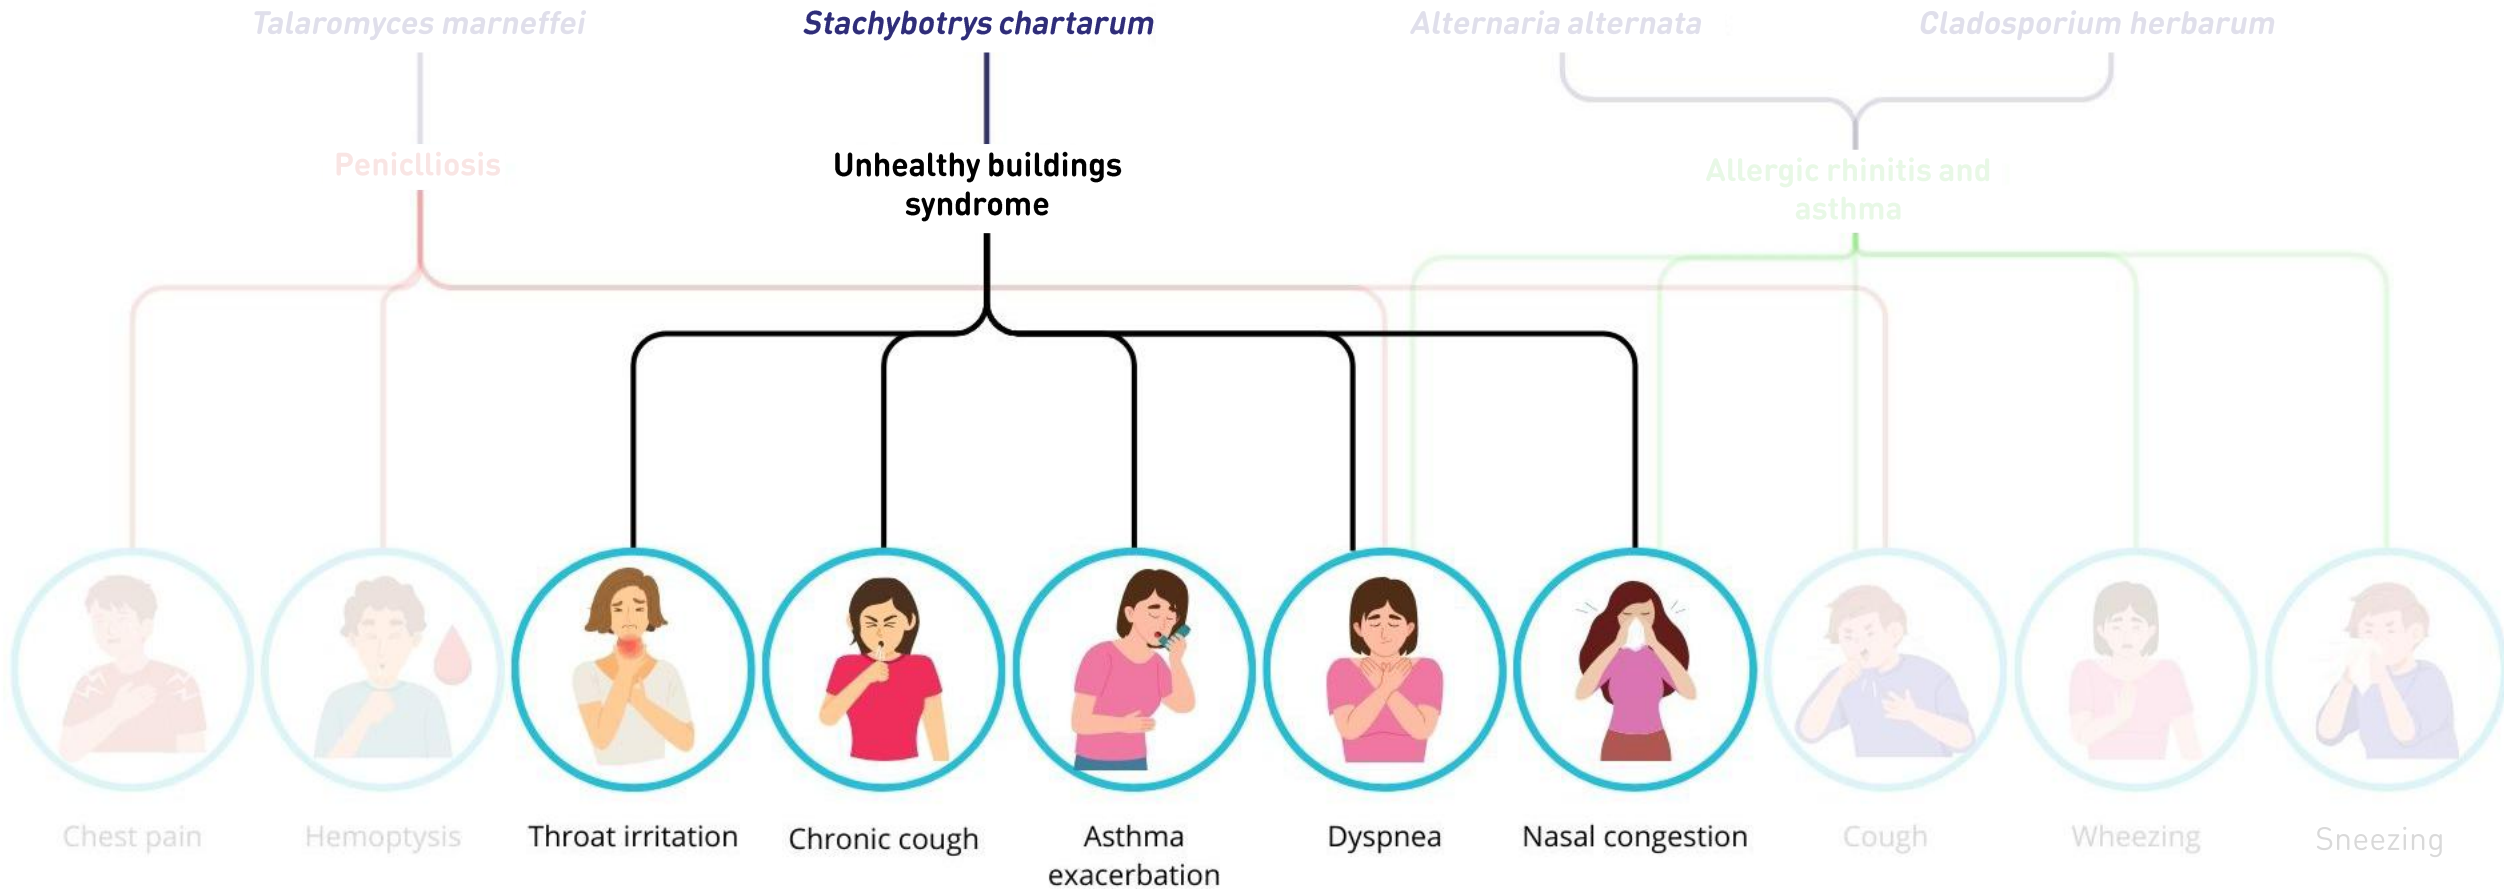 Talaromyces marneffei
Stachybotrys chartarum
Alternaria alternata
Cladosporium herbarum
Peniclliosis
Unhealthy buildings
syndrome
Allergic rhinitis and
asthma
Chest pain
Hemoptysis
Throat irritation
Chronic cough
Asthma
exacerbation
Dyspnea
Nasal congestion
Cough
Wheezing
Sneezing